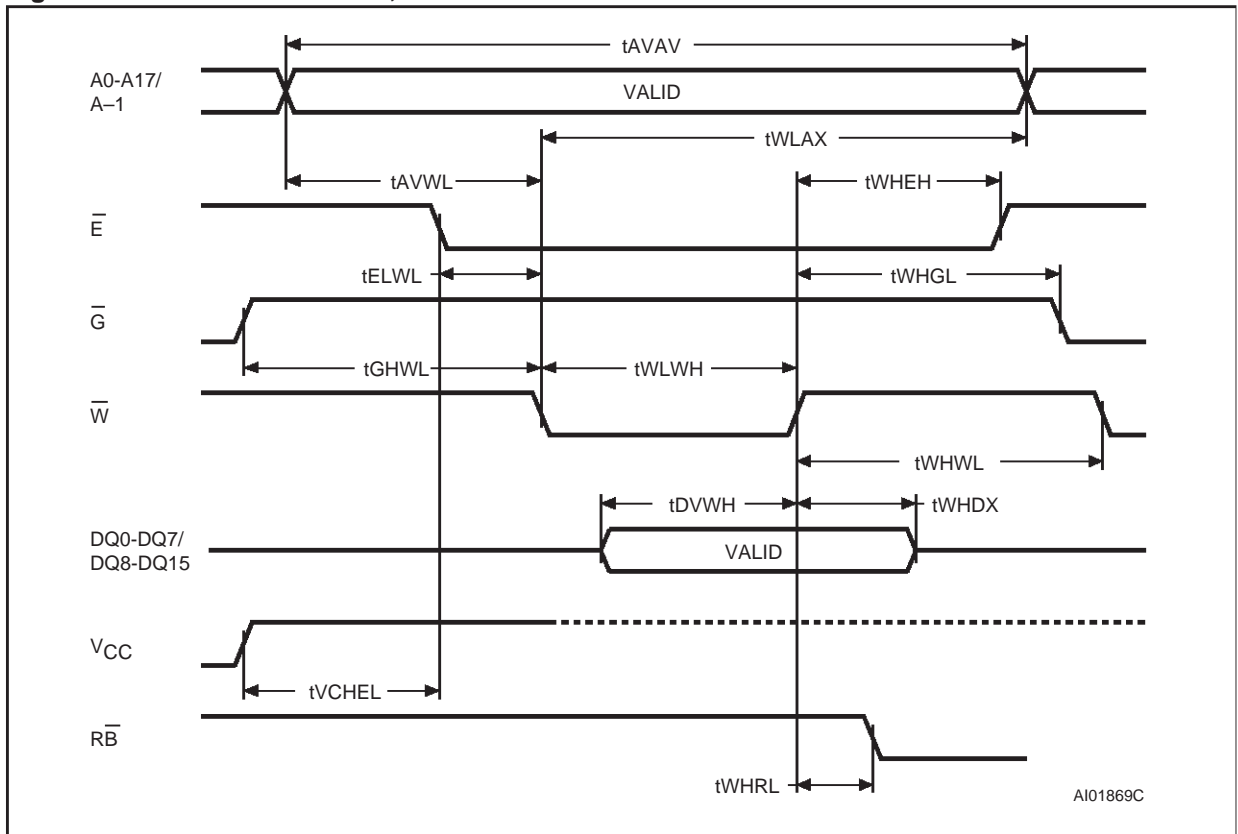 tAVAV
A0-A17/
A–1
VALID
tWLAX
tAVWL
tWHEH
E̅
tELWL
tWHGL
G̅
tGHWL
tWLWH
W̅
tWHWL
tDVWH
tWHDX
DQ0-DQ7/
DQ8-DQ15
VALID
VCC
tVCHEL
RB̅
tWHRL
AI01869C